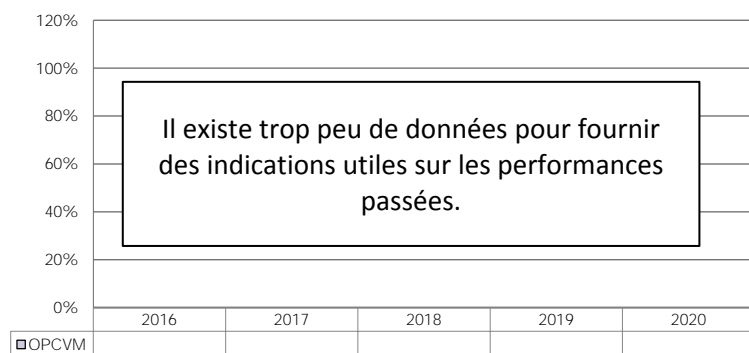 120%
100%
80%
60%
40%
20%
0%
Il existe trop peu de données pour fournir
des indications utiles sur les performances
passées.
2016 2017 2018 2019 2020
OPCVM